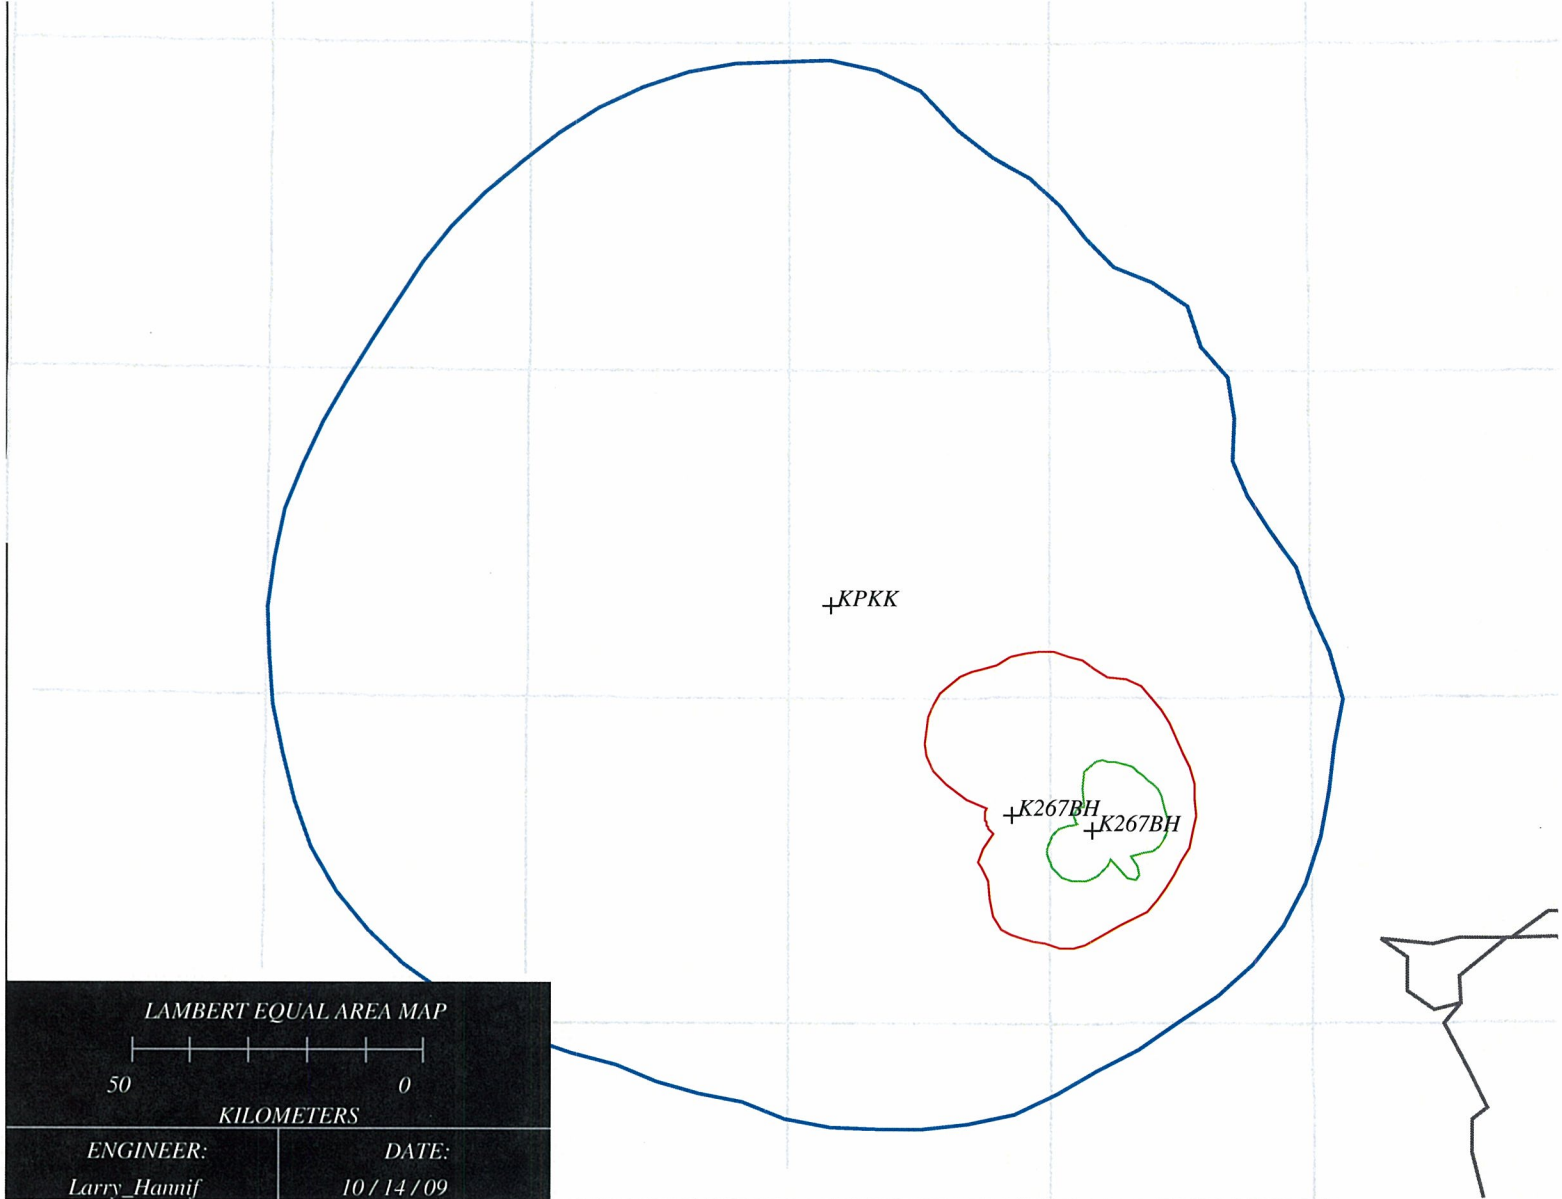 KPKK
K267BH
K267BH
LAMBERT EQUAL AREA MAP
50 0
KILOMETERS
ENGINEER: DATE:
Larry_Hannif 10 / 14 / 09